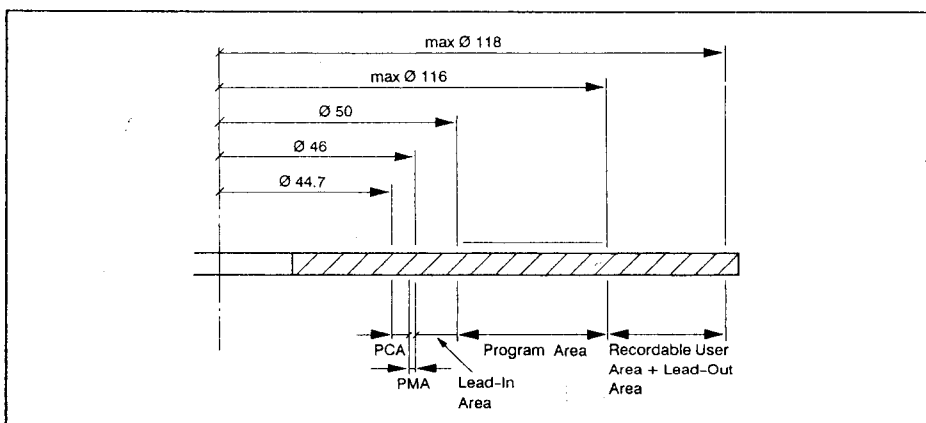 max Ø 118
max Ø 116
Ø 50
Ø 46
Ø 44.7
PCA
PMA
Lead-In
Area
Program Area
Recordable User
Area + Lead-Out
Area